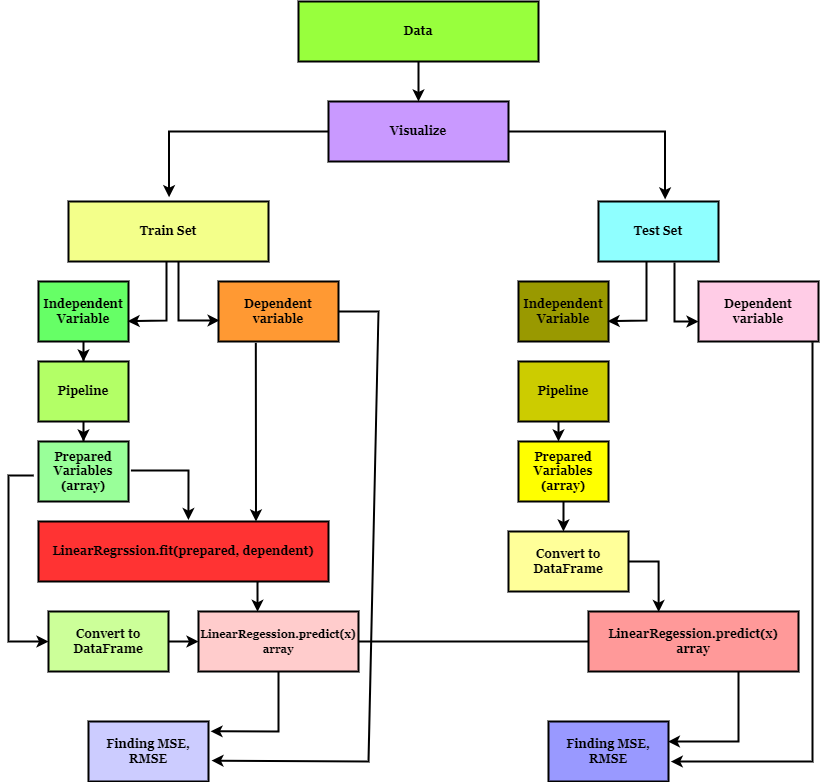 Data
Visualize
Train Set
Test Set
Independent
Variable
Dependent
variable
Independent
Variable
Dependent
variable
Pipeline
Pipeline
Prepared
Variables
(array)
Prepared
Variables
(array)
LinearRegrssion.fit(prepared, dependent)
Convert to
DataFrame
Convert to
DataFrame
LinearRegession.predict(x)
array
LinearRegession.predict(x)
array
Finding MSE,
RMSE
Finding MSE,
RMSE